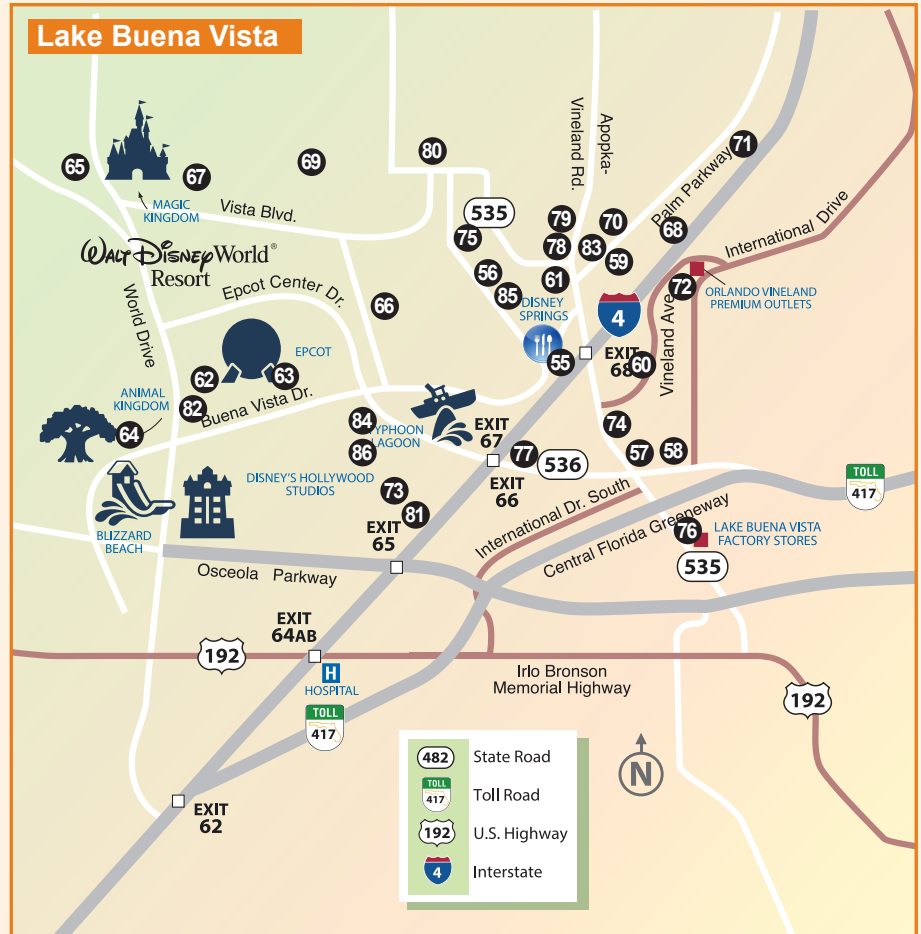 Lake Buena Vista
65
67
69
80
71
MAGIC
KINGDOM
Vista Blvd.
535
75
79
78
70
83
59
68
Vineland Rd.
Apopka-
Palm Parkway
International Drive
WALT DISNEY World®
Resort
Epcot Center Dr.
World Drive
66
56
85
61
DISNEY
SPRINGS
4
72
ORLANDO VINELAND
PREMIUM OUTLETS
Vineland Ave
EPCOT
62
63
82
55
EXIT
68
60
ANIMAL
KINGDOM
64
Buena Vista Dr.
84
86
TYPHOON
LAGOON
EXIT
67
77
536
EXIT
66
74
57
58
DISNEY'S HOLLYWOOD
STUDIOS
73
81
EXIT
65
BLIZZARD
BEACH
Osceola Parkway
International Dr. South
Central Florida Greeneway
TOLL
417
76
LAKE BUENA VISTA
FACTORY STORES
535
EXIT
64AB
192
H
HOSPITAL
TOLL
417
Irlo Bronson
Memorial Highway
192
EXIT
62
482
State Road
TOLL
417
Toll Road
192
U.S. Highway
4
Interstate
N